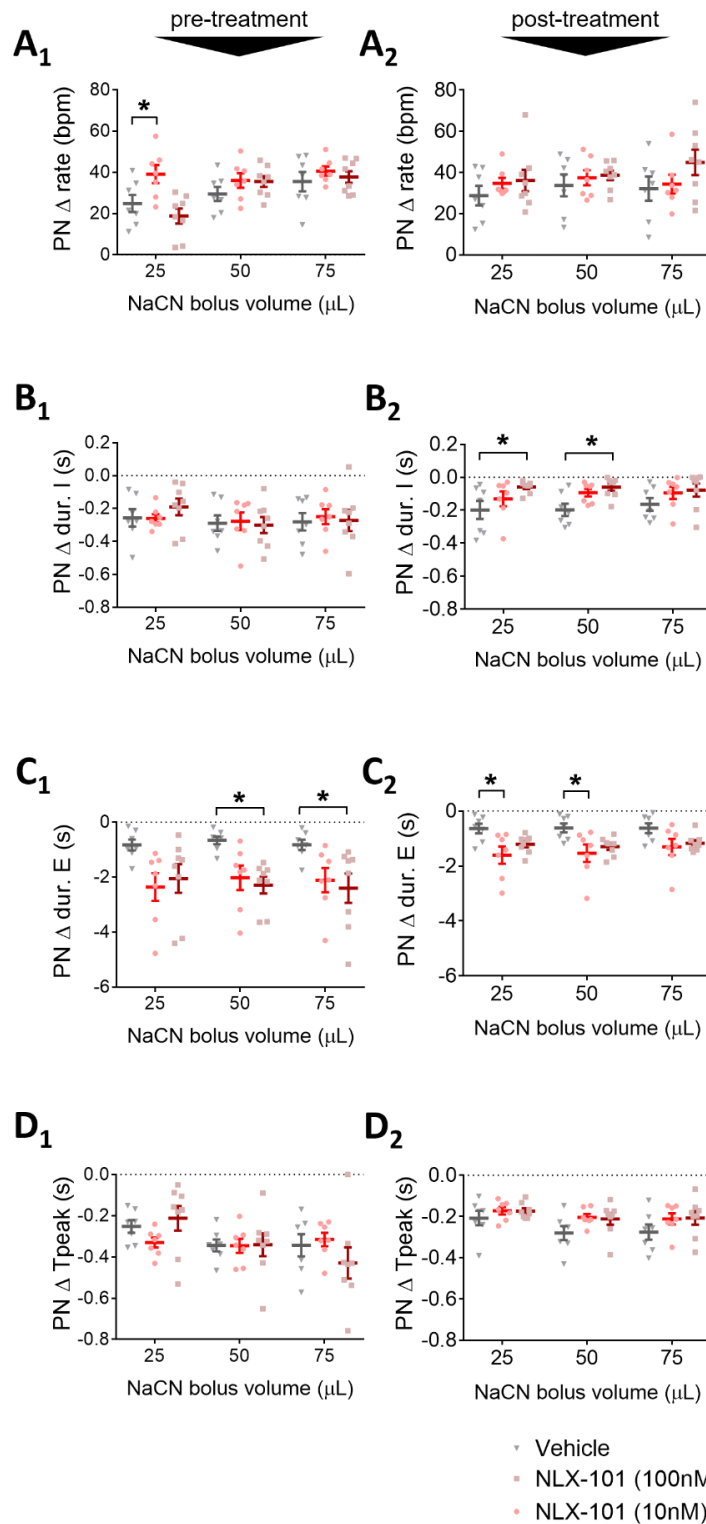 pre-treatment
post-treatment
A1
A2
PN Δ rate (bpm)
80
60
40
20
0
*
25
50
75
NaCN bolus volume (μL)
PN Δ rate (bpm)
80
60
40
20
0
25
50
75
NaCN bolus volume (μL)
B1
B2
PN Δ dur. I (s)
0.2
0.0
-0.2
-0.4
-0.6
-0.8
25
50
75
NaCN bolus volume (μL)
PN Δ dur. I (s)
0.2
0.0
-0.2
-0.4
-0.6
-0.8
*
*
25
50
75
NaCN bolus volume (μL)
C1
C2
PN Δ dur. E (s)
0
-2
-4
-6
*
*
25
50
75
NaCN bolus volume (μL)
PN Δ dur. E (s)
0
-2
-4
-6
*
*
25
50
75
NaCN bolus volume (μL)
D1
D2
PN Δ Tpeak (s)
0.0
-0.2
-0.4
-0.6
-0.8
25
50
75
NaCN bolus volume (μL)
PN Δ Tpeak (s)
0.0
-0.2
-0.4
-0.6
-0.8
25
50
75
NaCN bolus volume (μL)
Vehicle
NLX-101 (100nM
NLX-101 (10nM)